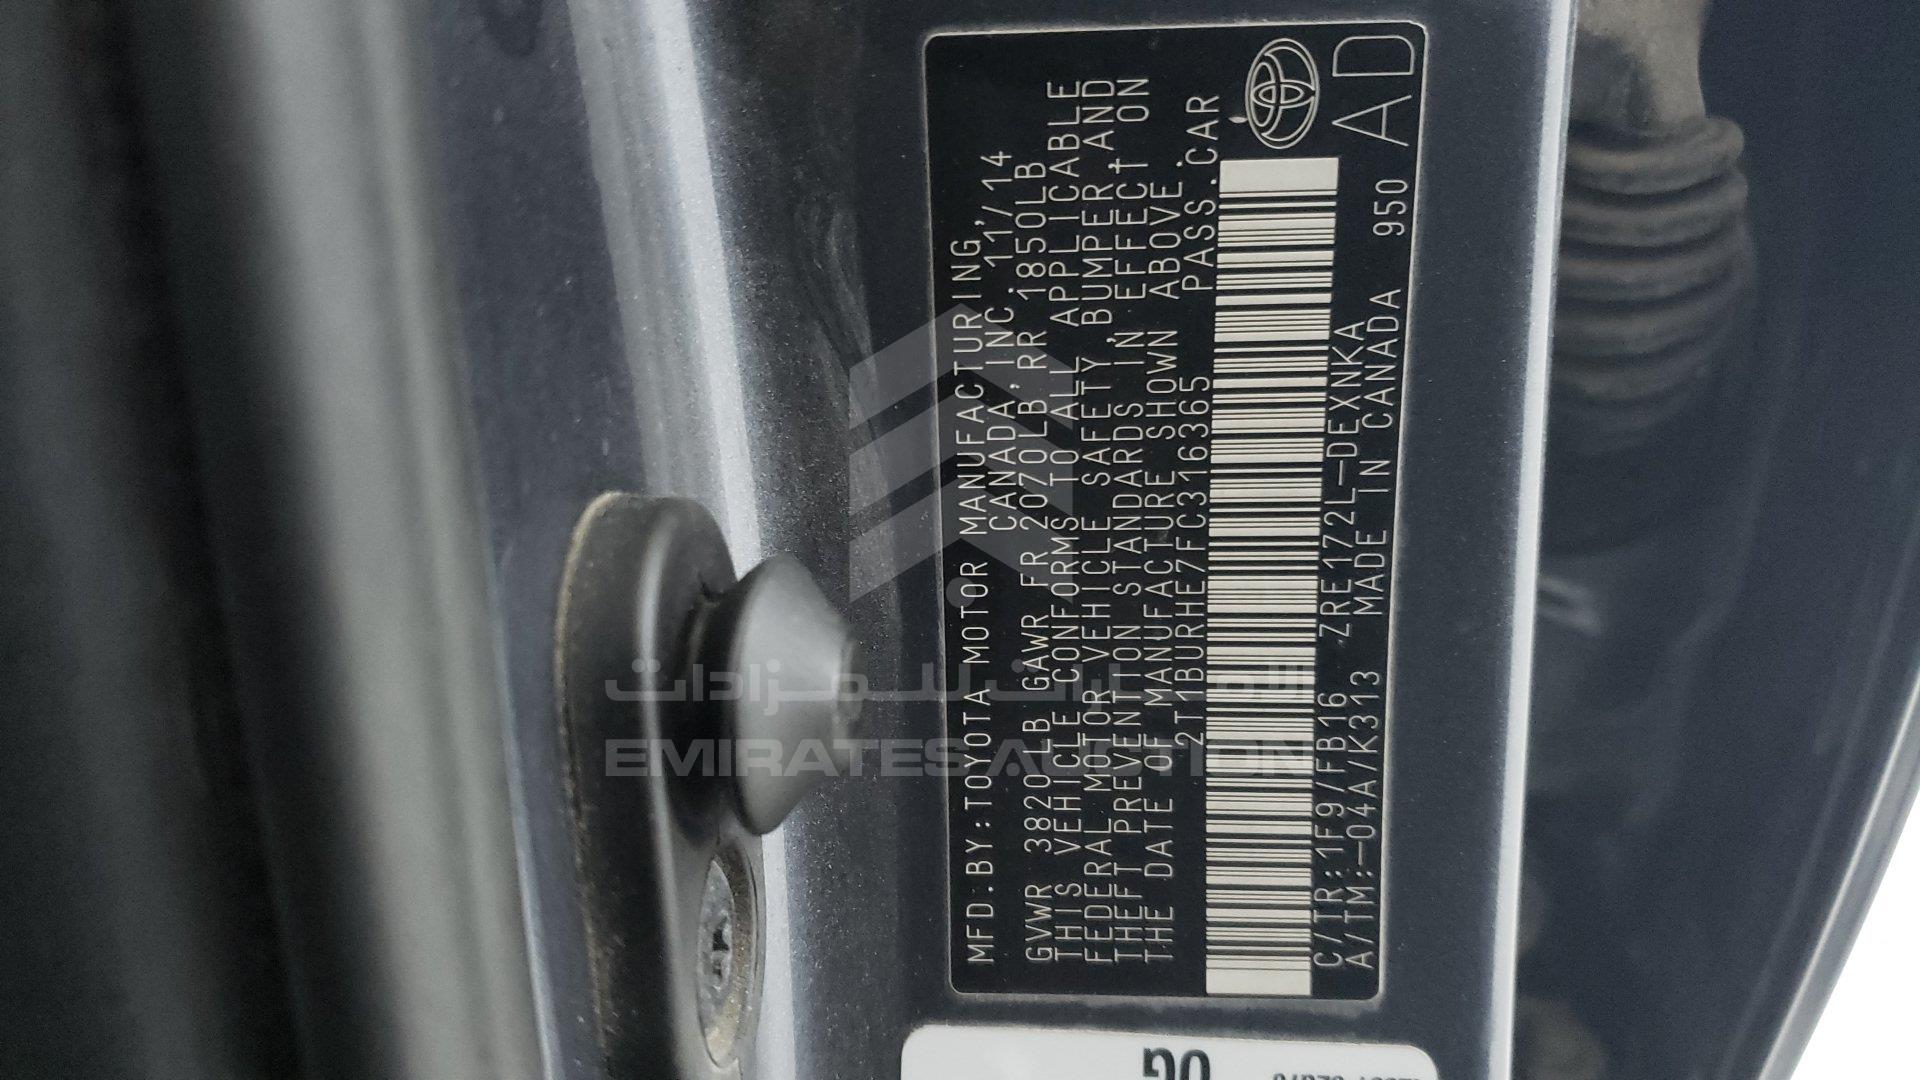 MFD.BY:TOYOTA MOTOR MANUFACTURING,
CANADA,INC. 11/14
GVWR 3820LB GAWR FR 2070LB,RR 1850LB
THIS VEHICLE CONFORMS TO ALL APPLICABLE
FEDERAL MOTOR VEHICLE SAFETY,BUMPER,AND
THEFT PREVENTION STANDARDS IN EFFECT ON
THE DATE OF MANUFACTURE SHOWN ABOVE.
2T1BURHE7FC316365 PASS.CAR
C/TR:1F9/FB16 ZRE172L-DEXNKA
A/TM:-04A/K313 MADE IN CANADA 950
AD
الإمارات للمزادات
EMIRATES AUCTION
OG